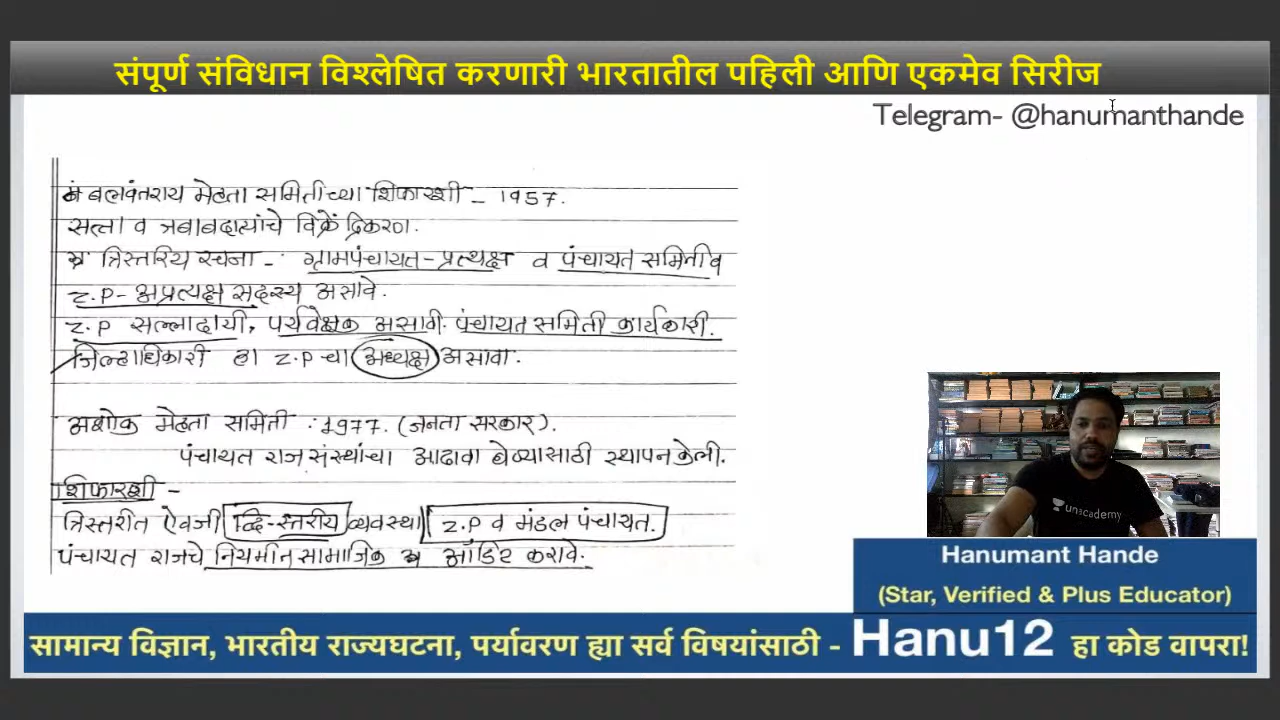 संपूर्ण संविधान विश्लेषित करणारी भारतातील पहिली आणि एकमेव सिरीज
Telegram- @hanumanthande
बलवंतराय मेहता समितीच्या शिफारशी - 1957.
सत्ता व जबाबदाऱ्यांचे विकेंद्रिकरण.
त्रिस्तरिय रचना - ग्रामपंचायत-प्रत्यक्ष व पंचायत समिती व
Z.P - अप्रत्यक्ष सदस्य असावे.
Z.P सल्लादायी, पर्यवेक्षक असावी. पंचायत समिती कार्यकारी.
जिल्हाधिकारी हा Z.P चा अध्यक्ष असावा.
अशोक मेहता समिती : 1977. (जनता सरकार).
पंचायत राज संस्थांचा आढावा घेण्यासाठी स्थापन केली.
शिफारशी -
त्रिस्तरीत ऐवजी द्वि-स्तरीय व्यवस्था Z.P व मंडल पंचायत.
पंचायत राजचे नियमीत सामाजिक ऑडिट करावे.
unacademy
Hanumant Hande
(Star, Verified & Plus Educator)
सामान्य विज्ञान, भारतीय राज्यघटना, पर्यावरण ह्या सर्व विषयांसाठी - Hanu12 हा कोड वापरा!